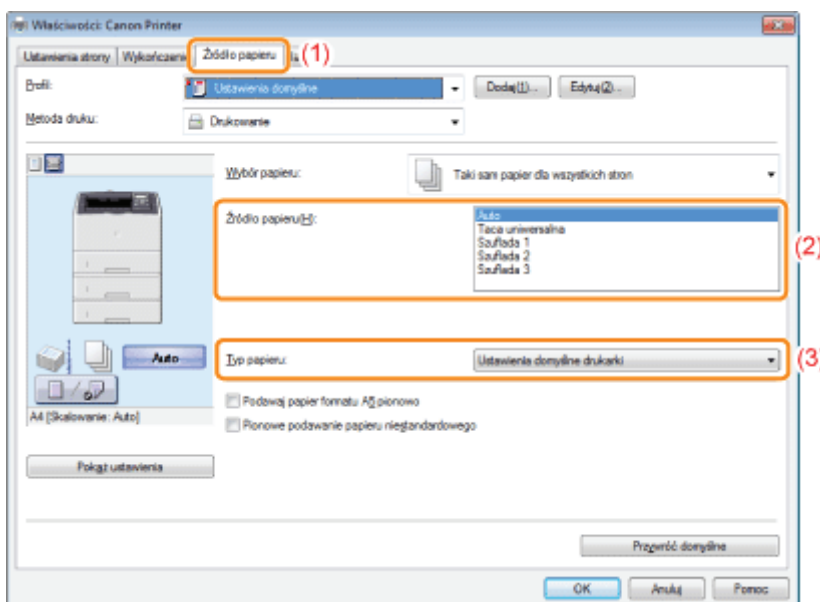 Właściwości: Canon Printer
Ustawienia strony Wykończenie Źródło papieru (1)
Profil: Ustawienia domyślne Dodaj(1)... Edytuj(2)...
Metoda druku: Drukowanie
Wybór papieru: Taki sam papier dla wszystkich stron
Źródło papieru(H): Auto
Taca uniwersalna
Szuflada 1
Szuflada 2
Szuflada 3
(2)
Auto
Typ papieru: Ustawienia domyślne drukarki (3)
A4 [Skalowanie: Auto]
Podawaj papier formatu A5 pionowo
Pionowe podawanie papieru niestandardowego
Pokaż ustawienia
Przywróć domyślne
OK Anuluj Pomoc